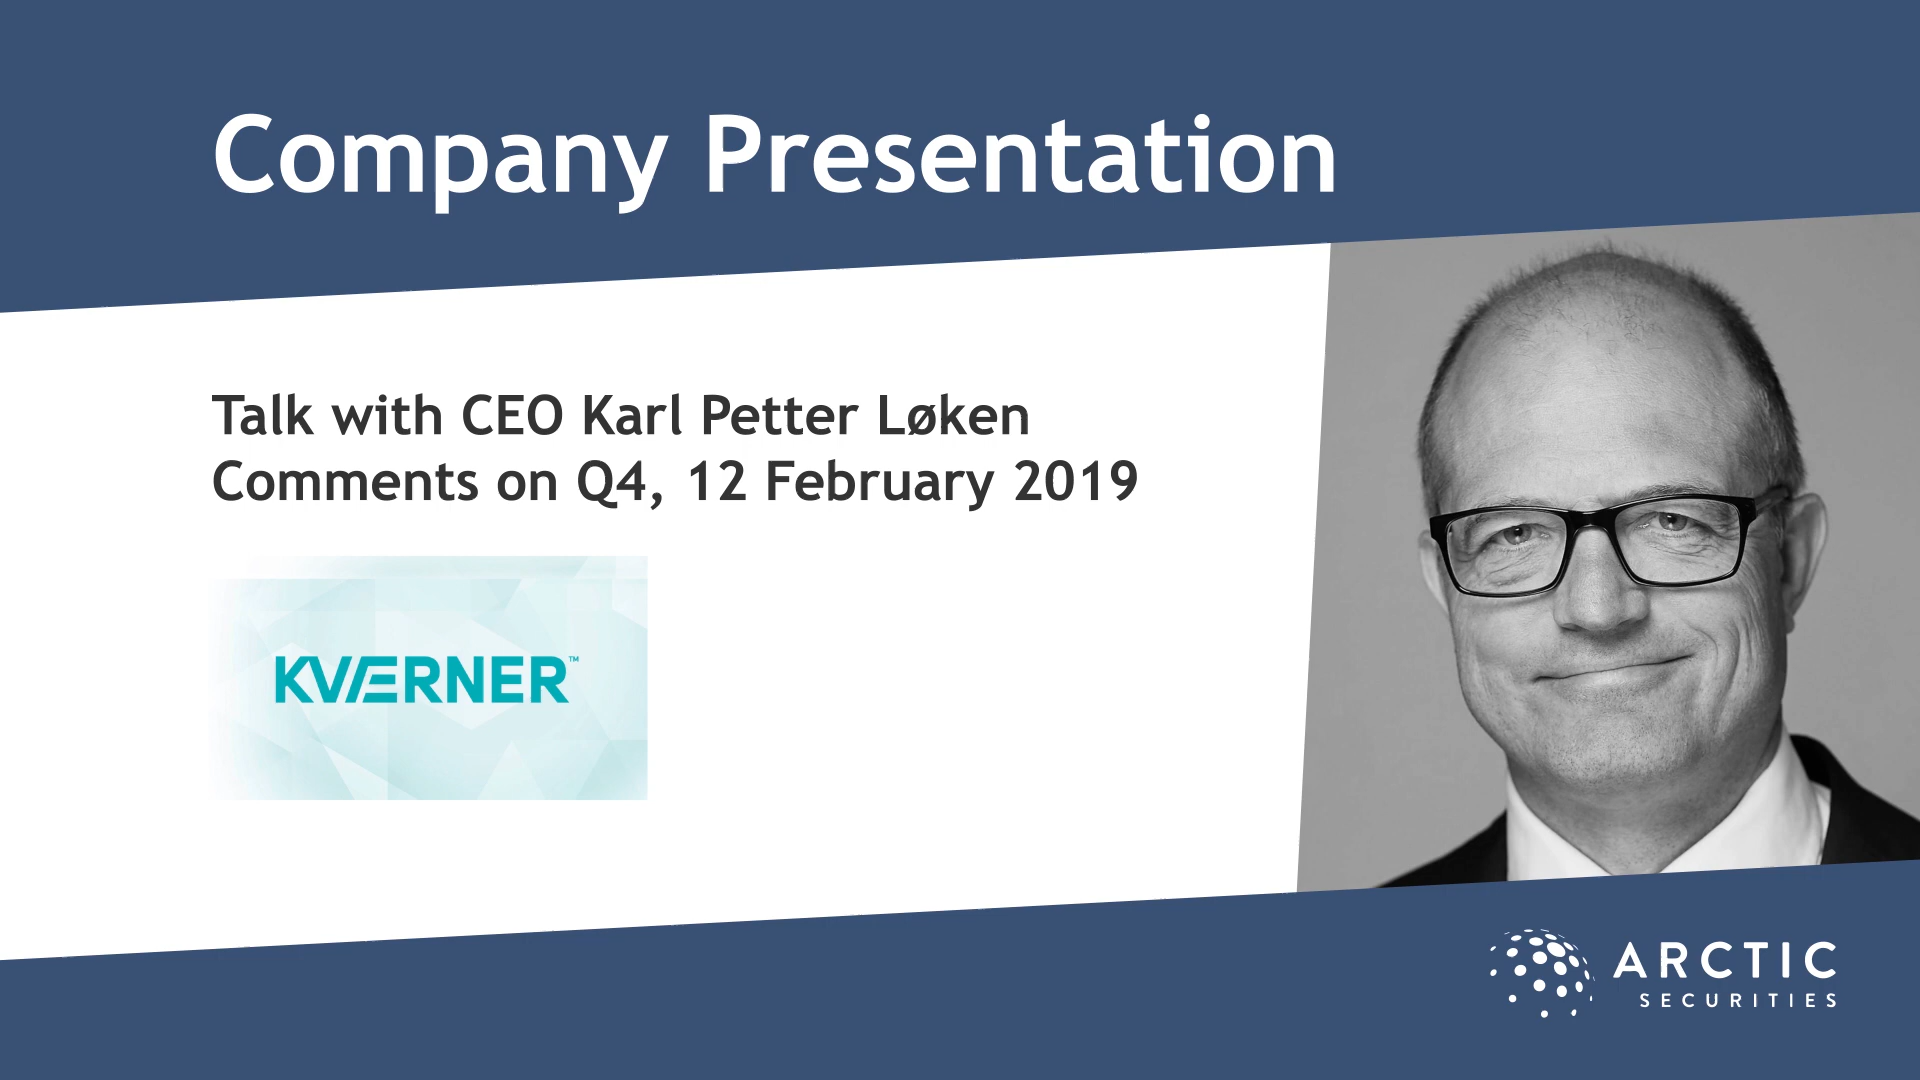 Company Presentation
Talk with CEO Karl Petter Løken
Comments on Q4, 12 February 2019
KVÆRNER™
ARCTIC
SECURITIES